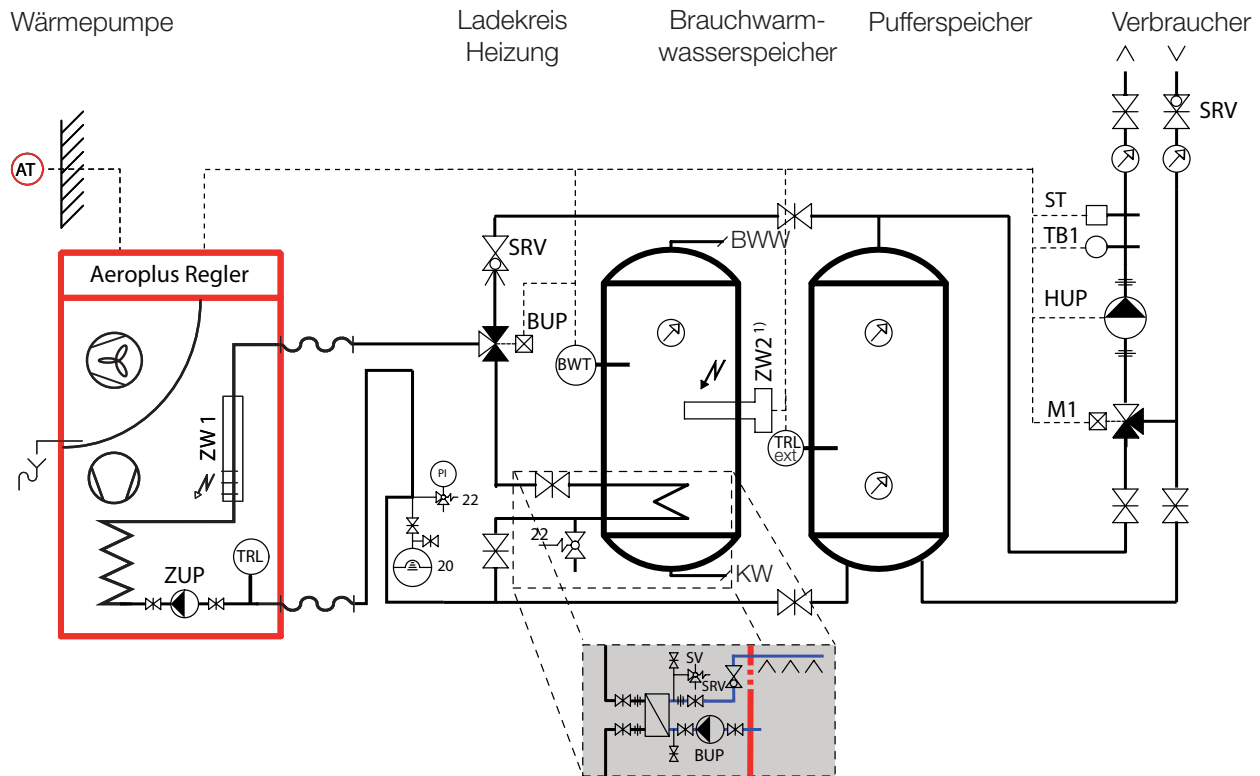 Wärmepumpe
Ladekreis
Heizung
Brauchwarm-
wasserspeicher
Pufferspeicher
Verbraucher
SRV
AT
ST
BWW
SRV
TB1
Aeroplus Regler
HUP
BUP
BWT
ZW2 1)
M1
ZW 1
TRL
ext
PI
22
22
TRL
20
ZUP
KW
SV
SRV
BUP